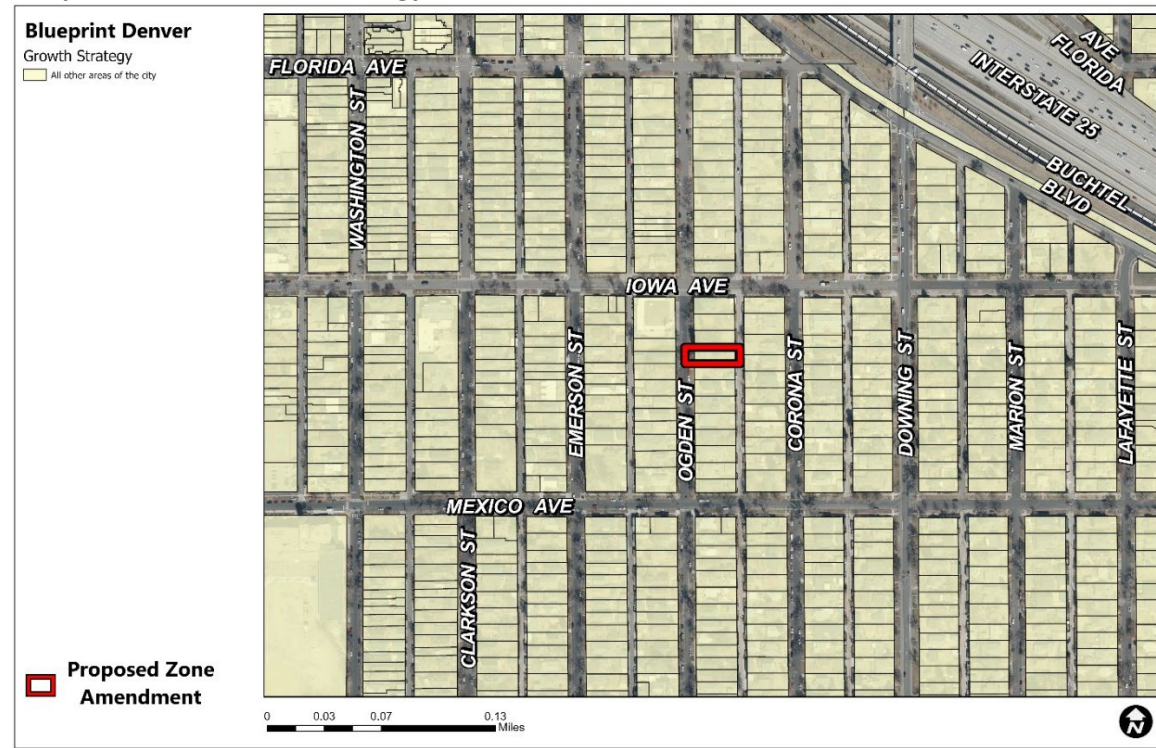 Blueprint Denver
Growth Strategy
All other areas of the city
FLORIDA AVE
AVE
FLORIDA
INTERSTATE 25
WASHINGTON ST
BUCHTEL
BLVD
IOWA AVE
EMERSON ST
OGDEN ST
CORONA ST
DOWNING ST
MARION ST
LAFAYETTE ST
MEXICO AVE
CLARKSON ST
Proposed Zone
Amendment
0 0.03 0.07 0.13
Miles
N